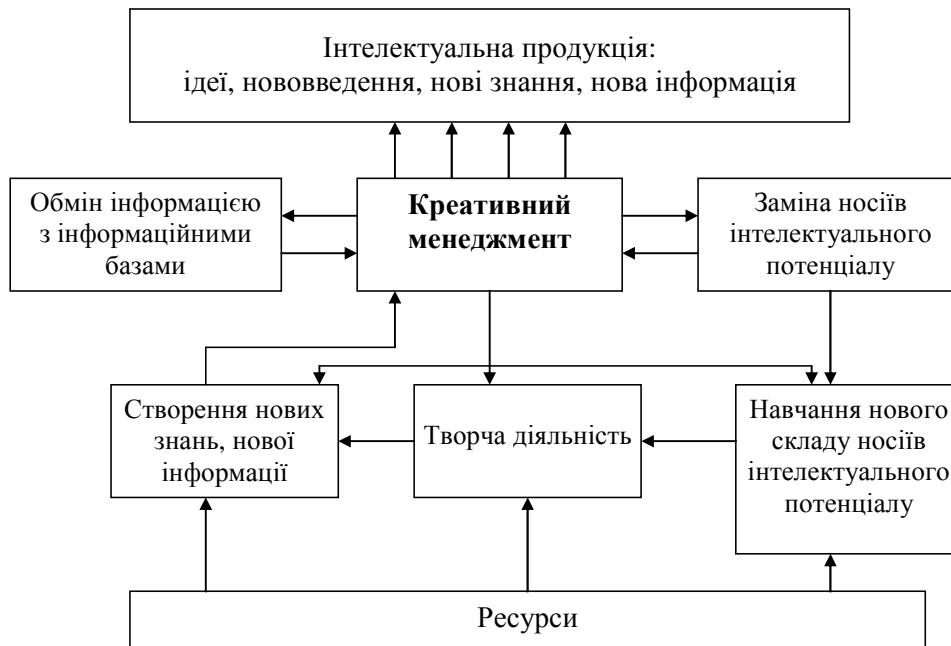 Інтелектуальна продукція:
ідеї, нововведення, нові знання, нова інформація
Обмін інформацією
з інформаційними
базами
Креативний
менеджмент
Заміна носіїв
інтелектуального
потенціалу
Створення нових
знань, нової
інформації
Творча діяльність
Навчання нового
складу носіїв
інтелектуального
потенціалу
Ресурси